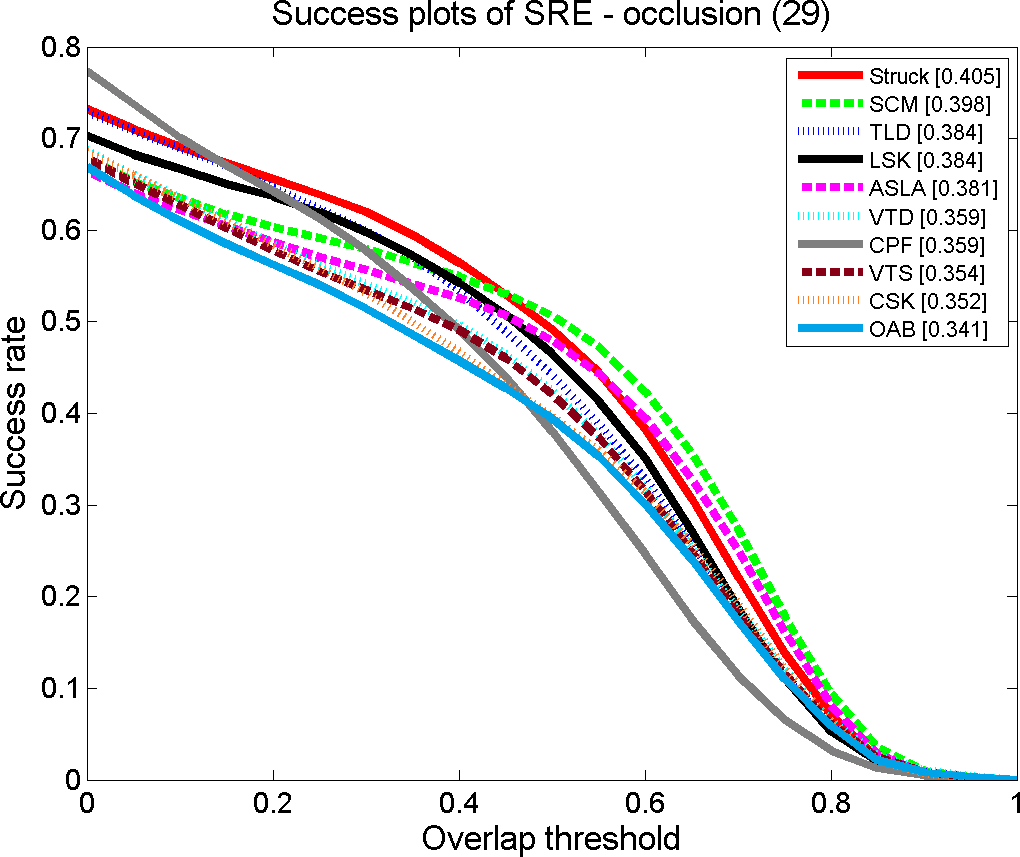 Success plots of SRE - occlusion (29)
0.8
0.7
0.6
0.5
0.4
0.3
0.2
0.1
0
Success rate
Struck [0.405]
SCM [0.398]
TLD [0.384]
LSK [0.384]
ASLA [0.381]
VTD [0.359]
CPF [0.359]
VTS [0.354]
CSK [0.352]
OAB [0.341]
0 0.2 0.4 0.6 0.8 1
Overlap threshold